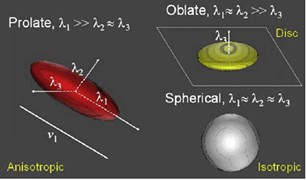 Prolate, λ₁ >> λ₂ ≈ λ₃
λ₂
λ₃
λ₁
v₁
Anisotropic
Oblate, λ₁≈ λ₂ >> λ₃
Disc
λ₃
Spherical, λ₁≈ λ₂ ≈ λ₃
Isotropic